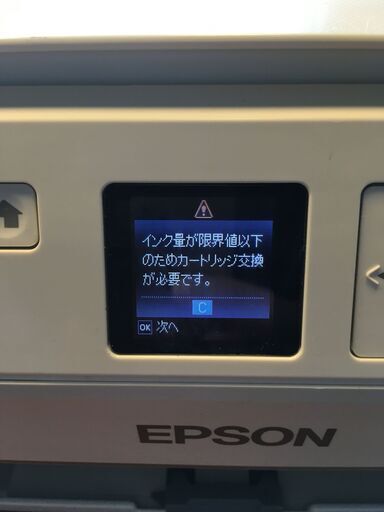 インク量が限界値以下
のためカートリッジ交換
が必要です。
C
OK 次へ
EPSON